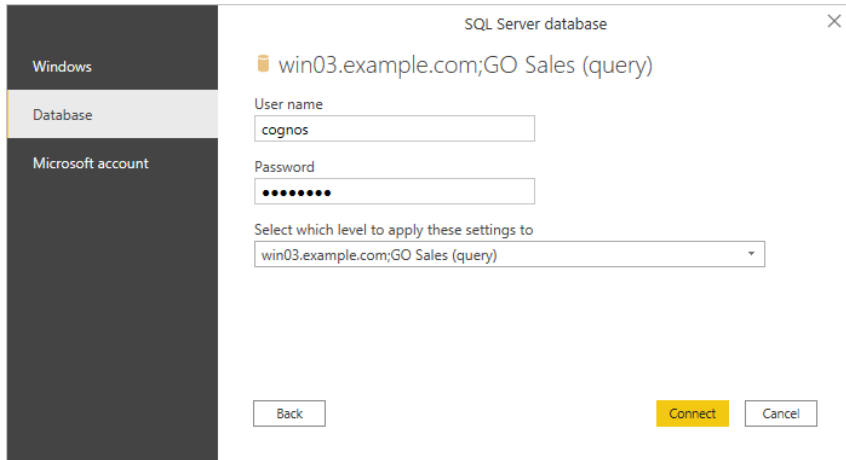 SQL Server database
Windows
Database
Microsoft account
win03.example.com;GO Sales (query)
User name
cognos
Password
••••••••
Select which level to apply these settings to
win03.example.com;GO Sales (query)
Back
Connect
Cancel